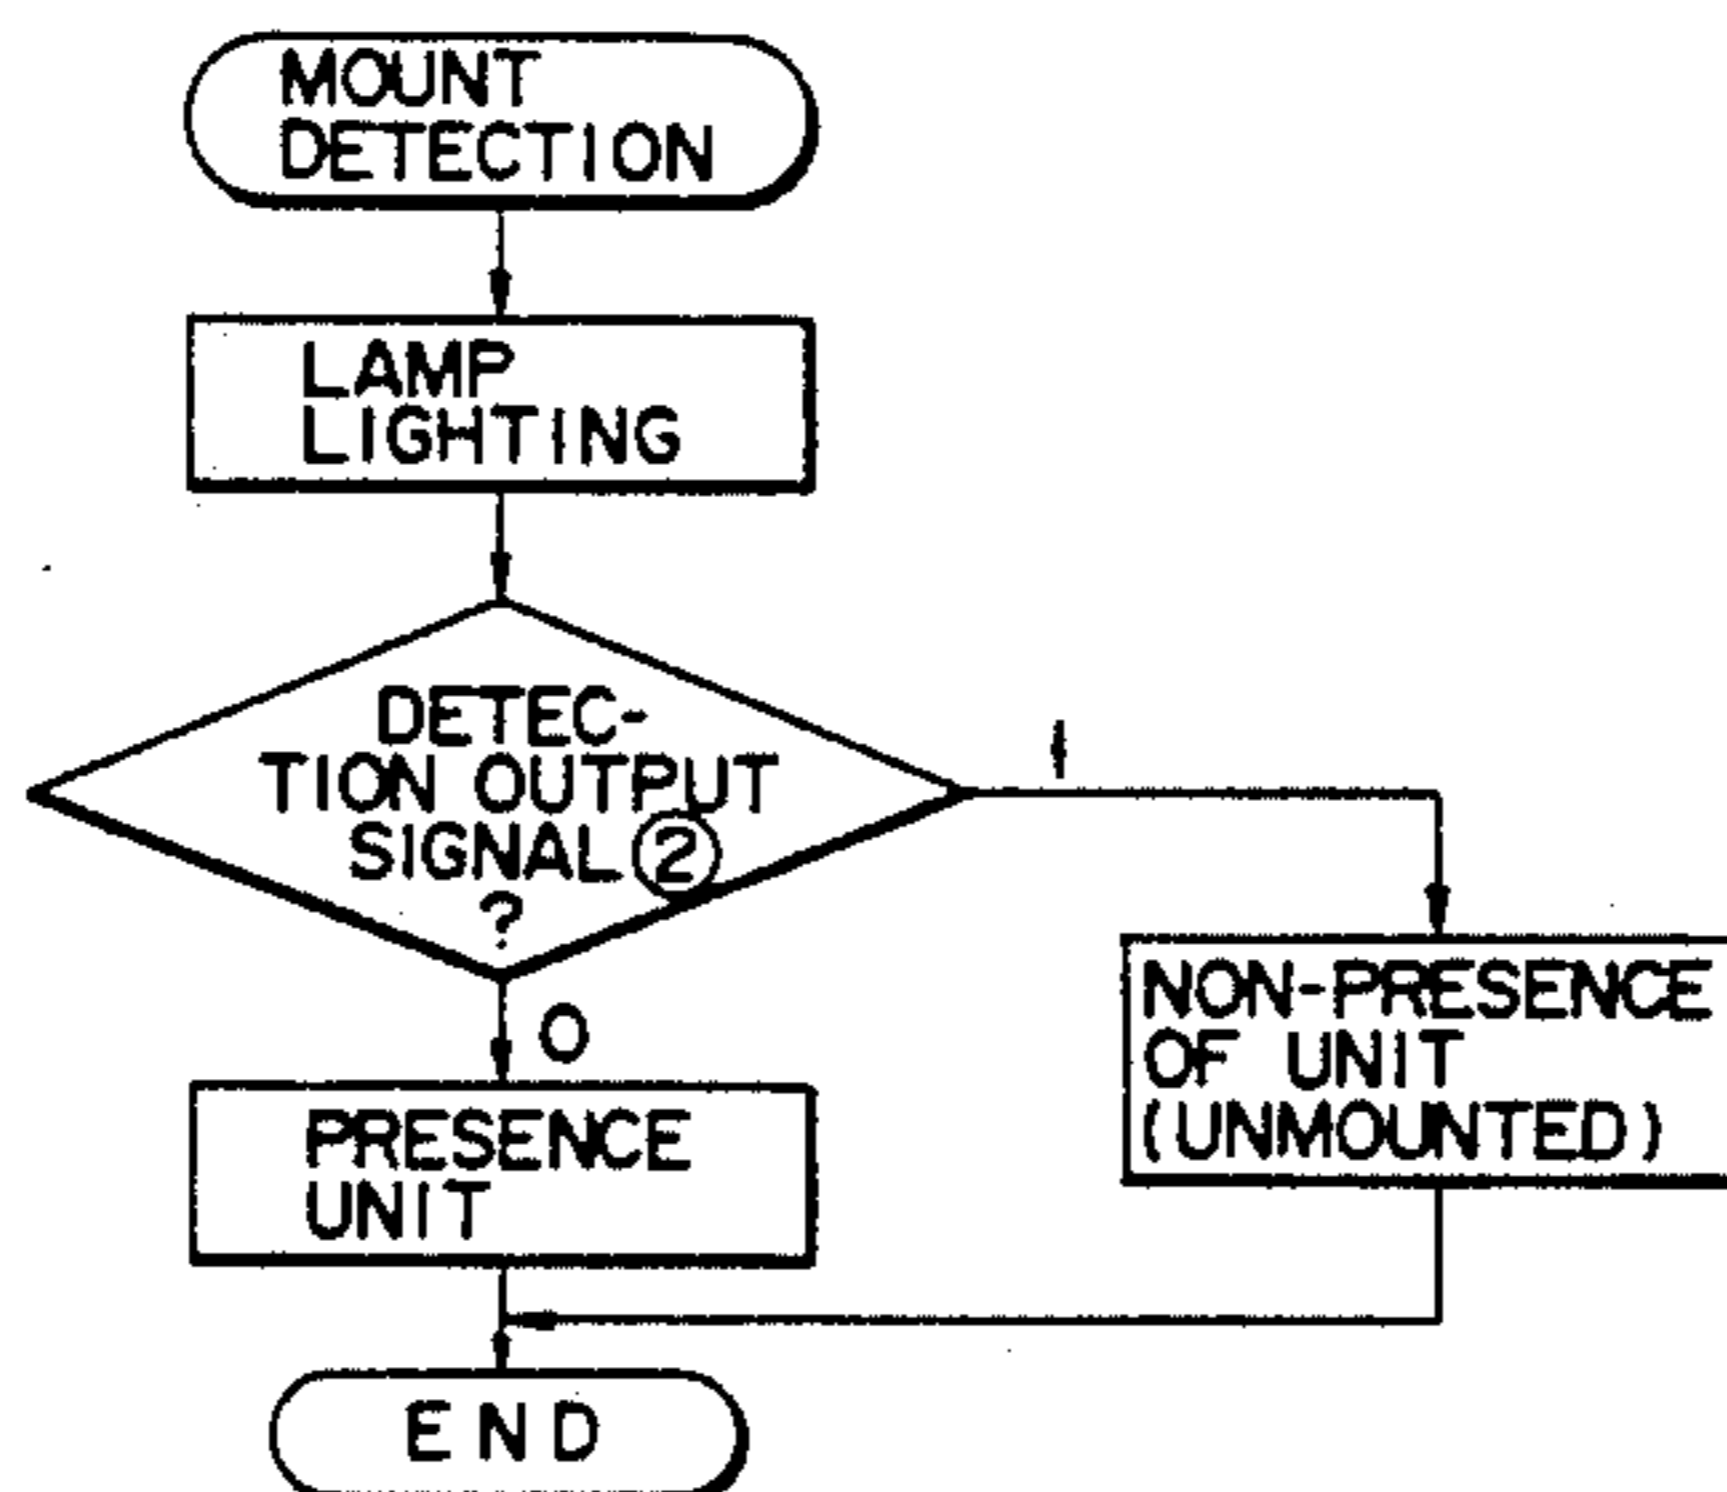 MOUNT
DETECTION
LAMP
LIGHTING
DETEC-
TION OUTPUT
SIGNAL ②
?
1
0
NON-PRESENCE
OF UNIT
(UNMOUNTED)
PRESENCE
UNIT
END